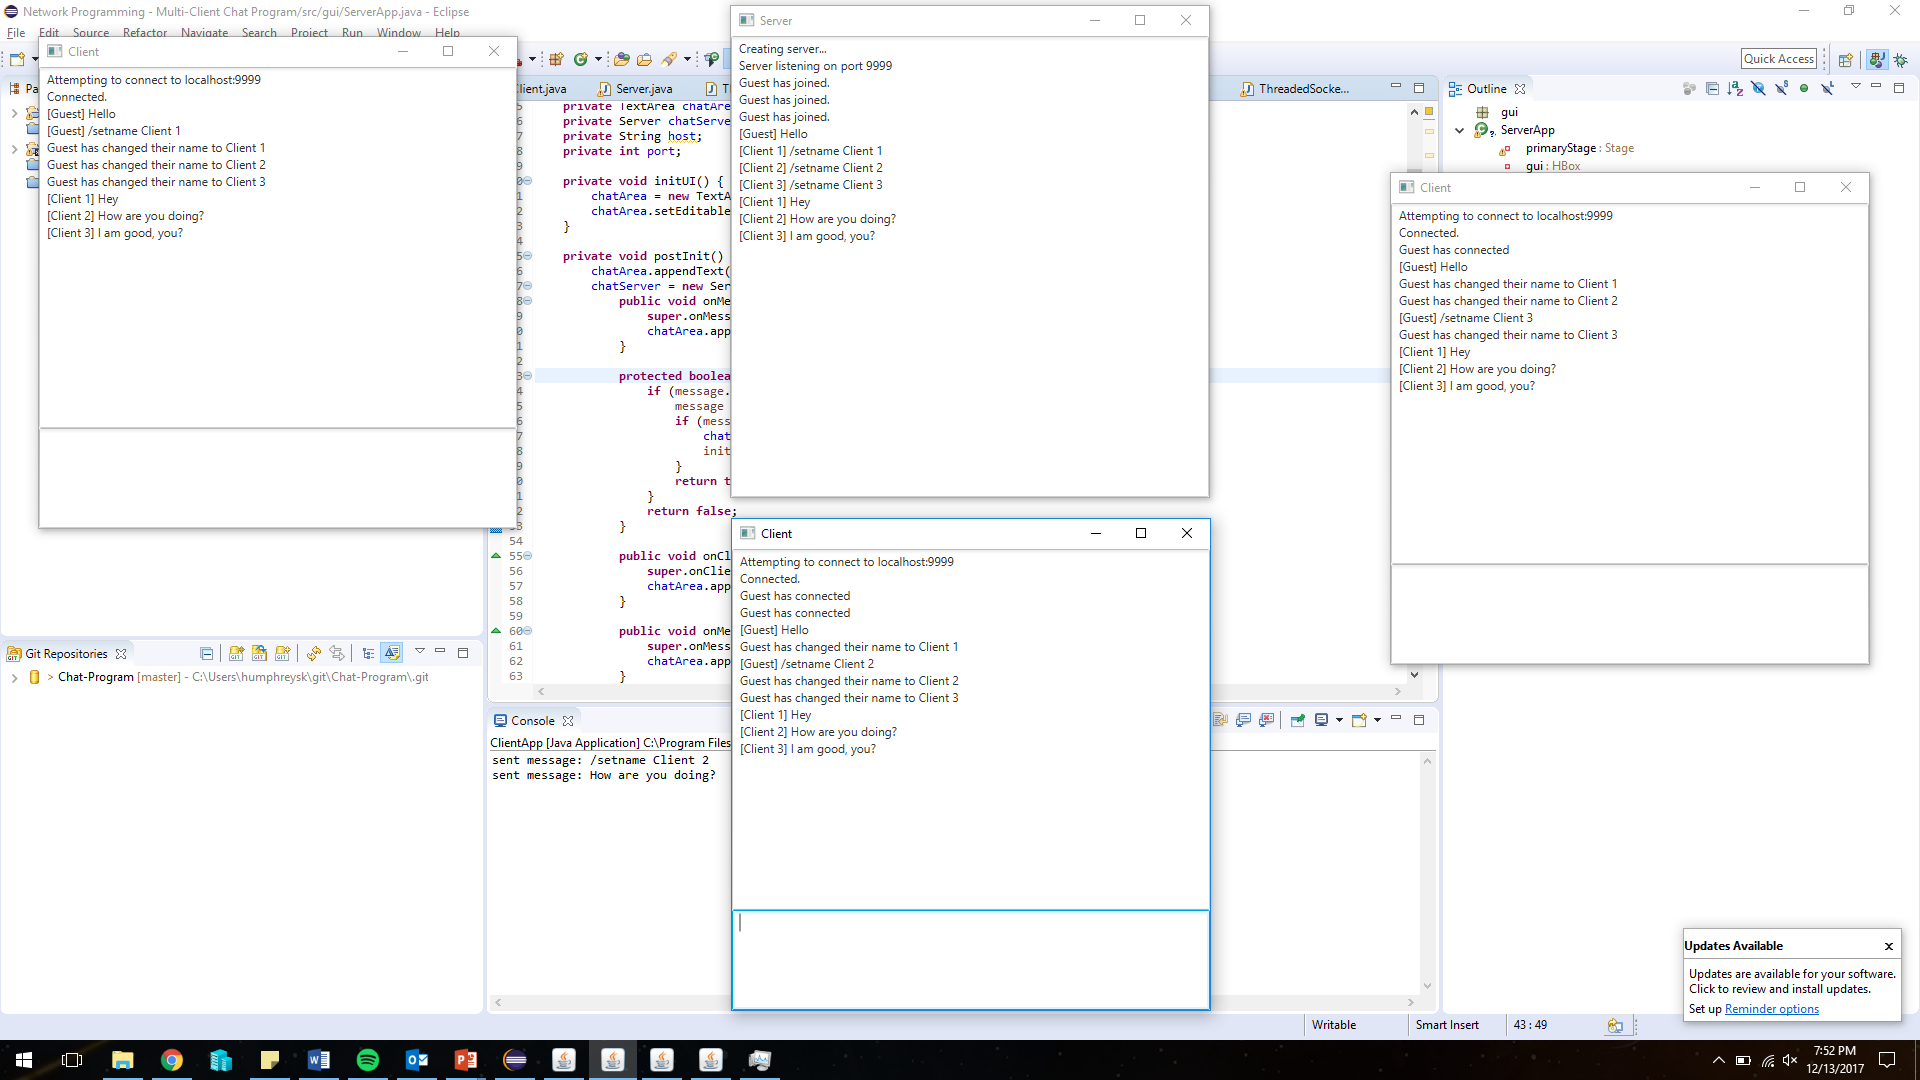 Network Programming - Multi-Client Chat Program/src/gui/ServerApp.java - Eclipse
File Edit Source Refactor Navigate Search Project Run Window Help
Quick Access
Client
Attempting to connect to localhost:9999
Connected.
[Guest] Hello
[Guest] /setname Client 1
Guest has changed their name to Client 1
Guest has changed their name to Client 2
Guest has changed their name to Client 3
[Client 1] Hey
[Client 2] How are you doing?
[Client 3] I am good, you?
Server
Creating server...
Server listening on port 9999
Guest has joined.
Guest has joined.
Guest has joined.
[Guest] Hello
[Client 1] /setname Client 1
[Client 2] /setname Client 2
[Client 3] /setname Client 3
[Client 1] Hey
[Client 2] How are you doing?
[Client 3] I am good, you?
Client
Attempting to connect to localhost:9999
Connected.
Guest has connected
[Guest] Hello
Guest has changed their name to Client 1
Guest has changed their name to Client 2
[Guest] /setname Client 3
Guest has changed their name to Client 3
[Client 1] Hey
[Client 2] How are you doing?
[Client 3] I am good, you?
Client
Attempting to connect to localhost:9999
Connected.
Guest has connected
Guest has connected
[Guest] Hello
Guest has changed their name to Client 1
[Guest] /setname Client 2
Guest has changed their name to Client 2
Guest has changed their name to Client 3
[Client 1] Hey
[Client 2] How are you doing?
[Client 3] I am good, you?
Pa
lient.java Server.java ThreadedSocke...
private TextArea chatArea
private Server chatServe
private String host;
private int port;
private void initUI() {
chatArea = new TextA
chatArea.setEditable
}
private void postInit()
chatArea.appendText(
chatServer = new Ser
public void onMe
super.onMess
chatArea.app
}
protected boolea
if (message.
message
if (mess
chat
init
}
return t
}
return false;
}
54
55 public void onCl
56 super.onClie
57 chatArea.app
58 }
59
60 public void onMe
61 super.onMess
62 chatArea.app
63 }
Outline
gui
ServerApp
primaryStage : Stage
gui : HBox
Git Repositories
> Chat-Program [master] - C:\Users\humphreysk\git\Chat-Program\.git
Console
ClientApp [Java Application] C:\Program Files
sent message: /setname Client 2
sent message: How are you doing?
Updates Available
Updates are available for your software.
Click to review and install updates.
Set up Reminder options
Writable Smart Insert 43 : 49
7:52 PM
12/13/2017